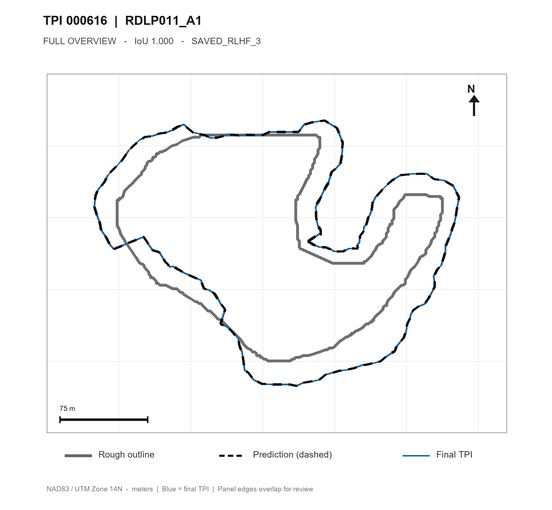 TPI 000616 | RDLP011_A1
FULL OVERVIEW - IoU 1.000 - SAVED_RLHF_3
N
75 m
Rough outline
Prediction (dashed)
Final TPI
NAD83 / UTM Zone 14N - meters | Blue = final TPI | Panel edges overlap for review